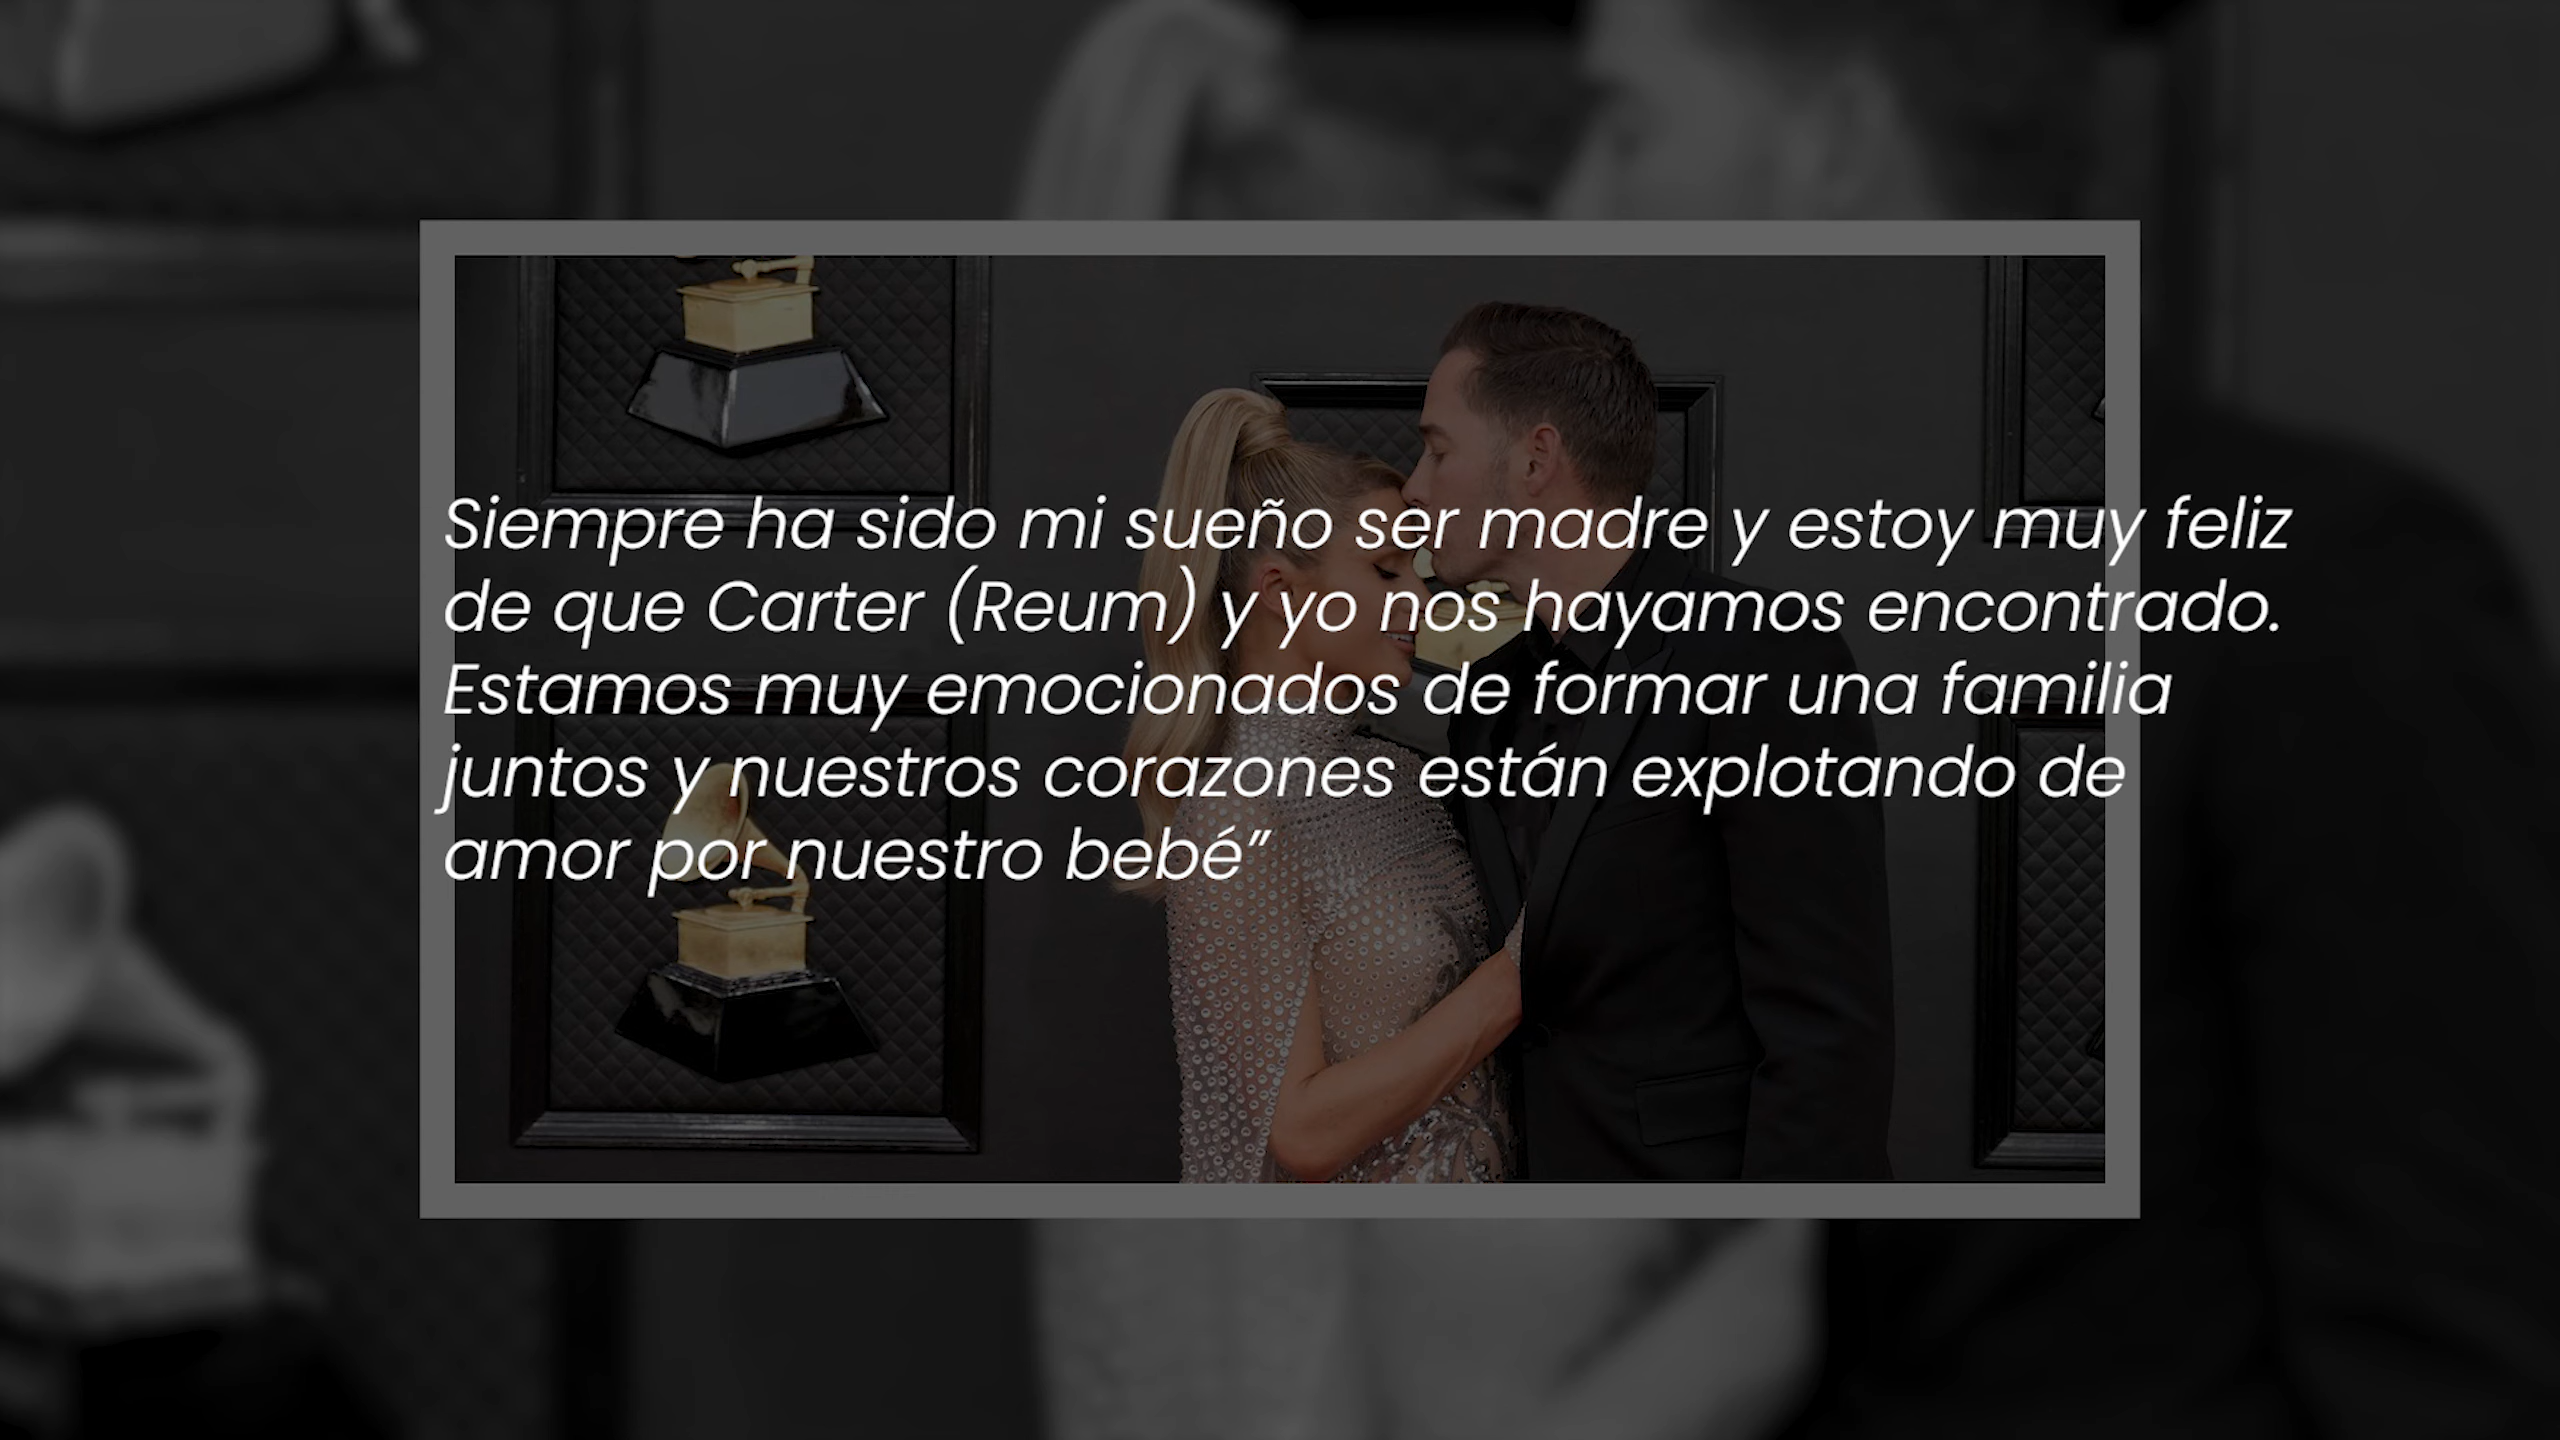 Siempre ha sido mi sueño ser madre y estoy muy feliz
de que Carter (Reum) y yo nos hayamos encontrado.
Estamos muy emocionados de formar una familia
juntos y nuestros corazones están explotando de
amor por nuestro bebé”